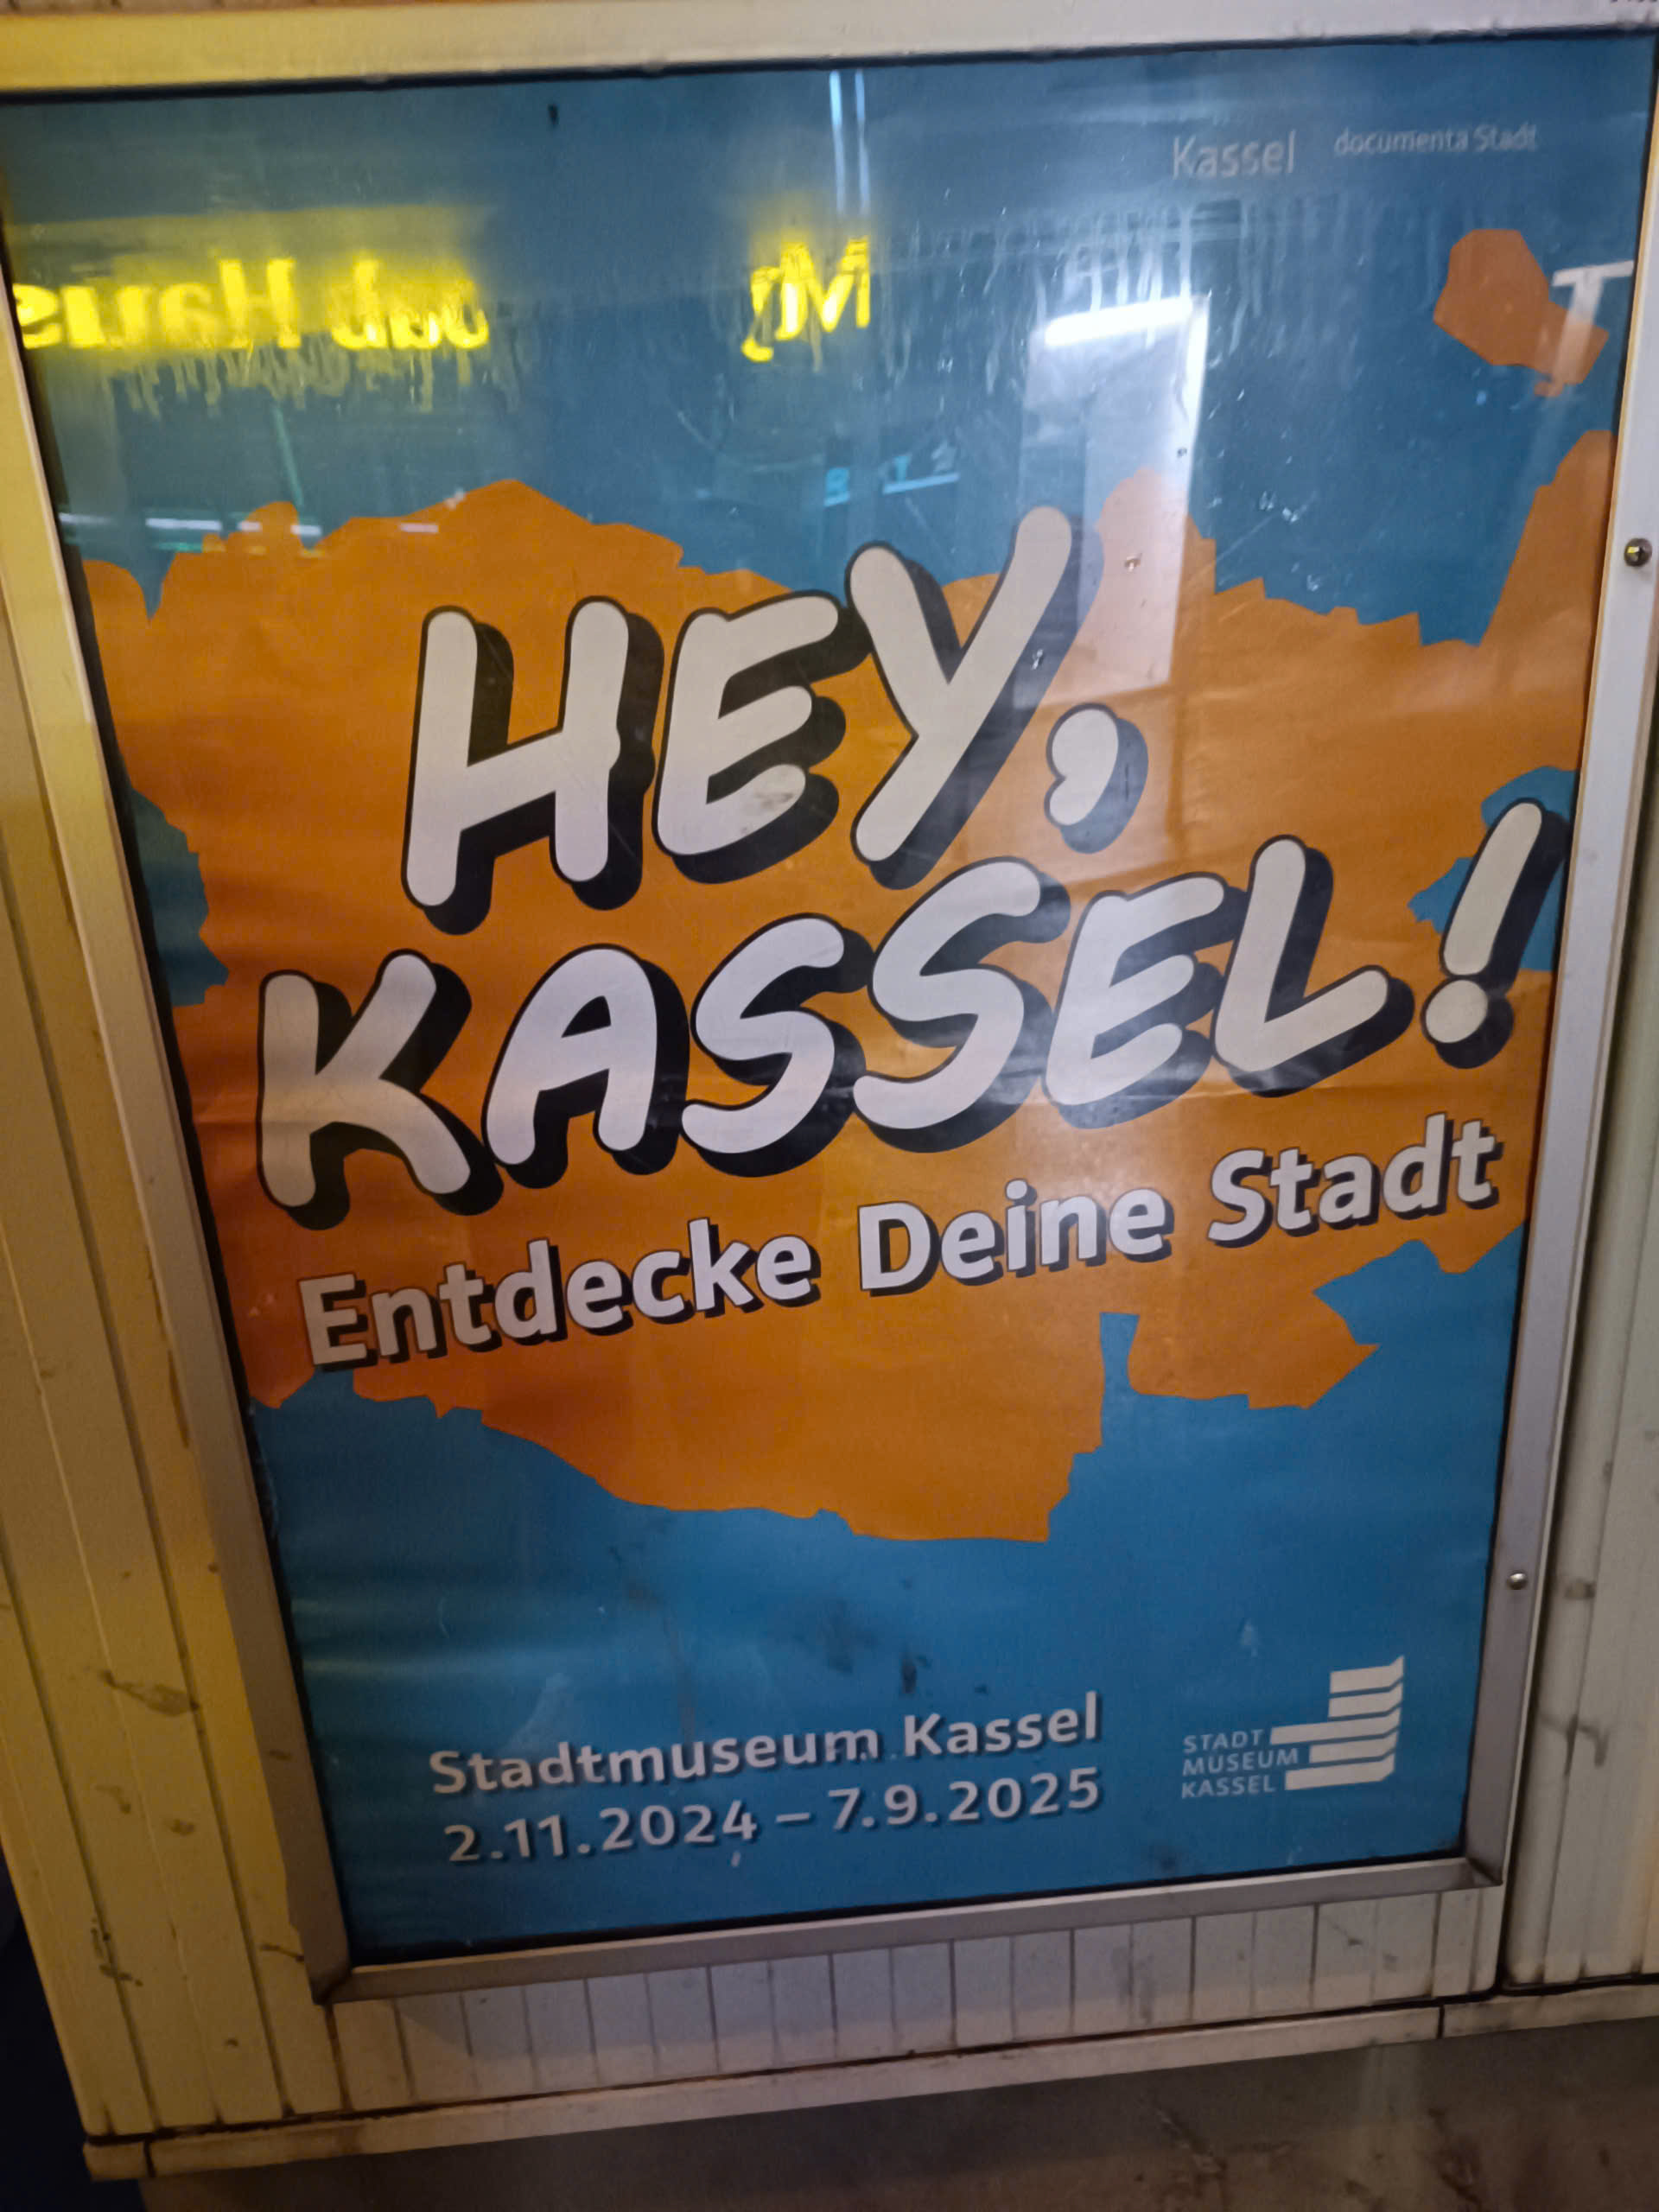 Kassel documenta Stadt
HEY,
KASSEL!
Entdecke Deine Stadt
Stadtmuseum Kassel
2.11.2024 – 7.9.2025
STADT
MUSEUM
KASSEL